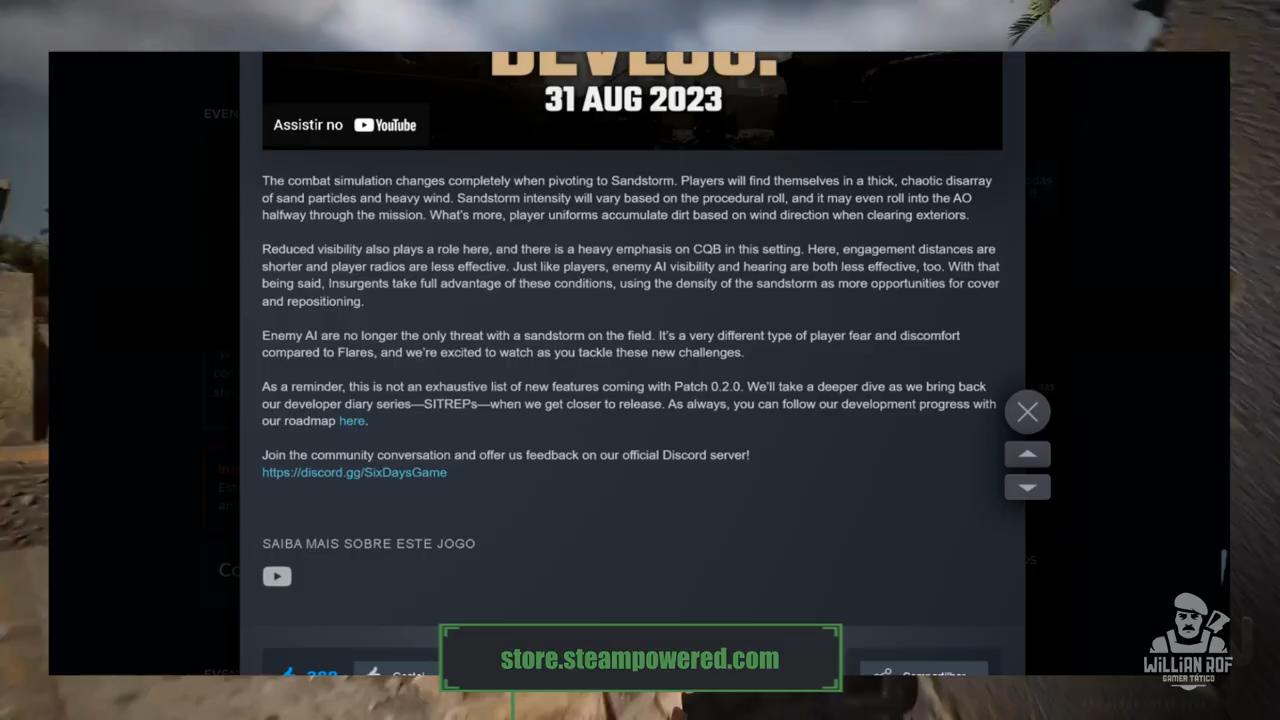 DEVLOG.
31 AUG 2023
Assistir no YouTube
EVEN
The combat simulation changes completely when pivoting to Sandstorm. Players will find themselves in a thick, chaotic disarray
of sand particles and heavy wind. Sandstorm intensity will vary based on the procedural roll, and it may even roll into the AO
halfway through the mission. What's more, player uniforms accumulate dirt based on wind direction when clearing exteriors.
Reduced visibility also plays a role here, and there is a heavy emphasis on CQB in this setting. Here, engagement distances are
shorter and player radios are less effective. Just like players, enemy AI visibility and hearing are both less effective, too. With that
being said, Insurgents take full advantage of these conditions, using the density of the sandstorm as more opportunities for cover
and repositioning.
Enemy AI are no longer the only threat with a sandstorm on the field. It's a very different type of player fear and discomfort
compared to Flares, and we're excited to watch as you tackle these new challenges.
As a reminder, this is not an exhaustive list of new features coming with Patch 0.2.0. We'll take a deeper dive as we bring back
our developer diary series—SITREPs—when we get closer to release. As always, you can follow our development progress with
our roadmap here.
Join the community conversation and offer us feedback on our official Discord server!
https://discord.gg/SixDaysGame
SAIBA MAIS SOBRE ESTE JOGO
Co
store.steampowered.com
288
Compartilhar
WiLLIAN ROF
GAMER TÁTICO